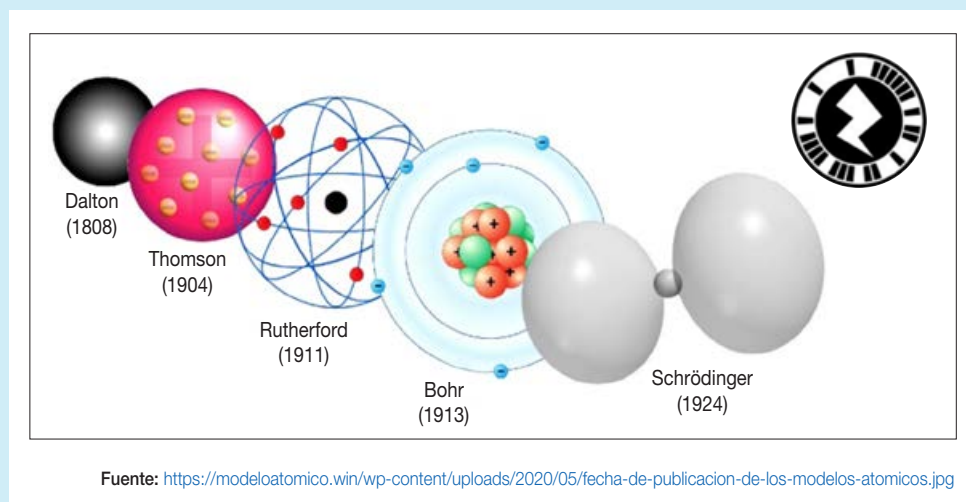 Dalton
(1808)
Thomson
(1904)
Rutherford
(1911)
Bohr
(1913)
Schrödinger
(1924)
Fuente: https://modeloatomico.win/wp-content/uploads/2020/05/fecha-de-publicacion-de-los-modelos-atomicos.jpg